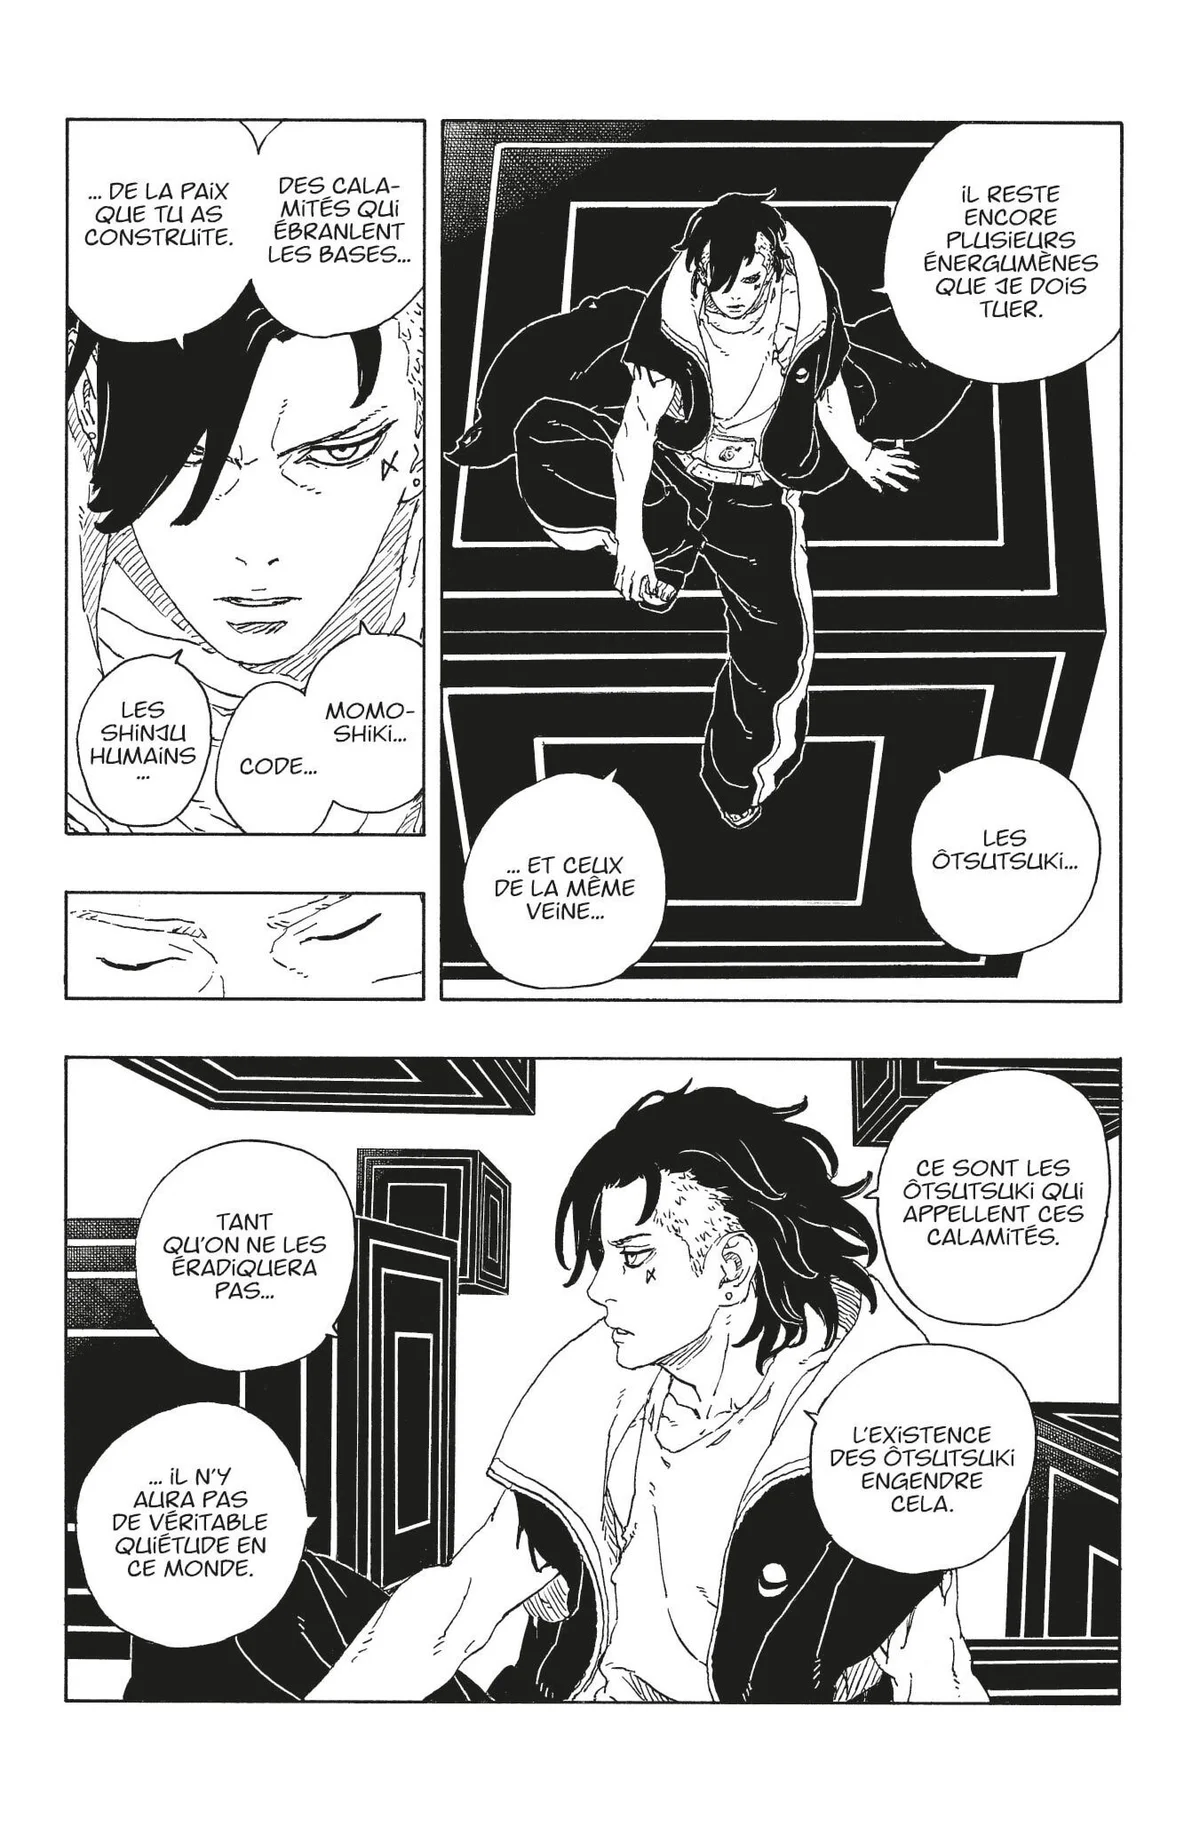 iL RESTE
ENCORE
PLUSIEURS
ÉNERGUMÈNES
QUE JE DOIS
TUER.
LES
ÔTSUTSUKI...
... ET CEUX
DE LA MÊME
VEINE...
DES CALA-
MITÉS QUI
ÉBRANLENT
LES BASES...
... DE LA PAIX
QUE TU AS
CONSTRUITE.
MOMO-
SHIKI...
CODE...
LES
SHINJU
HUMAINS
...
CE SONT LES
ÔTSUTSUKI QUI
APPELLENT CES
CALAMITÉS.
L'EXISTENCE
DES ÔTSUTSUKI
ENGENDRE
CELA.
TANT
QU'ON NE LES
ÉRADIQUERA
PAS...
... IL N'Y
AURA PAS
DE VÉRITABLE
QUIÉTUDE EN
CE MONDE.